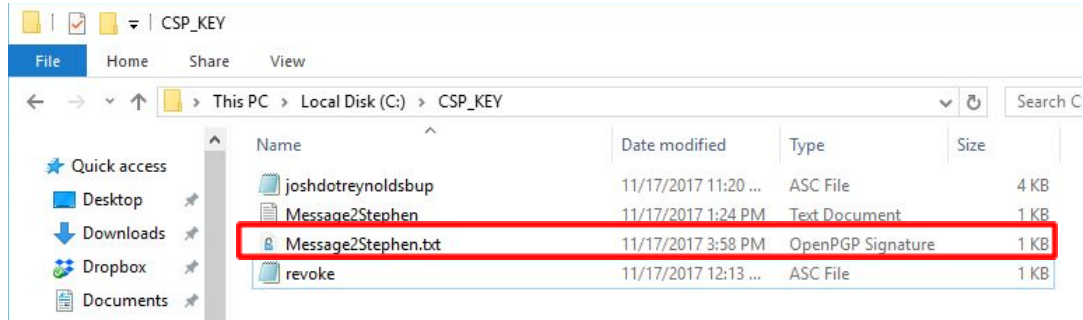 CSP_KEY
File Home Share View
This PC > Local Disk (C:) > CSP_KEY Search C
Name Date modified Type Size
Quick access
Desktop
Downloads
Dropbox
Documents
joshdotreynoldsbup 11/17/2017 11:20 ... ASC File 4 KB
Message2Stephen 11/17/2017 1:24 PM Text Document 1 KB
Message2Stephen.txt 11/17/2017 3:58 PM OpenPGP Signature 1 KB
revoke 11/17/2017 12:13 ... ASC File 1 KB